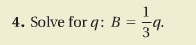 4. Solve for q: B = 1/3 q.